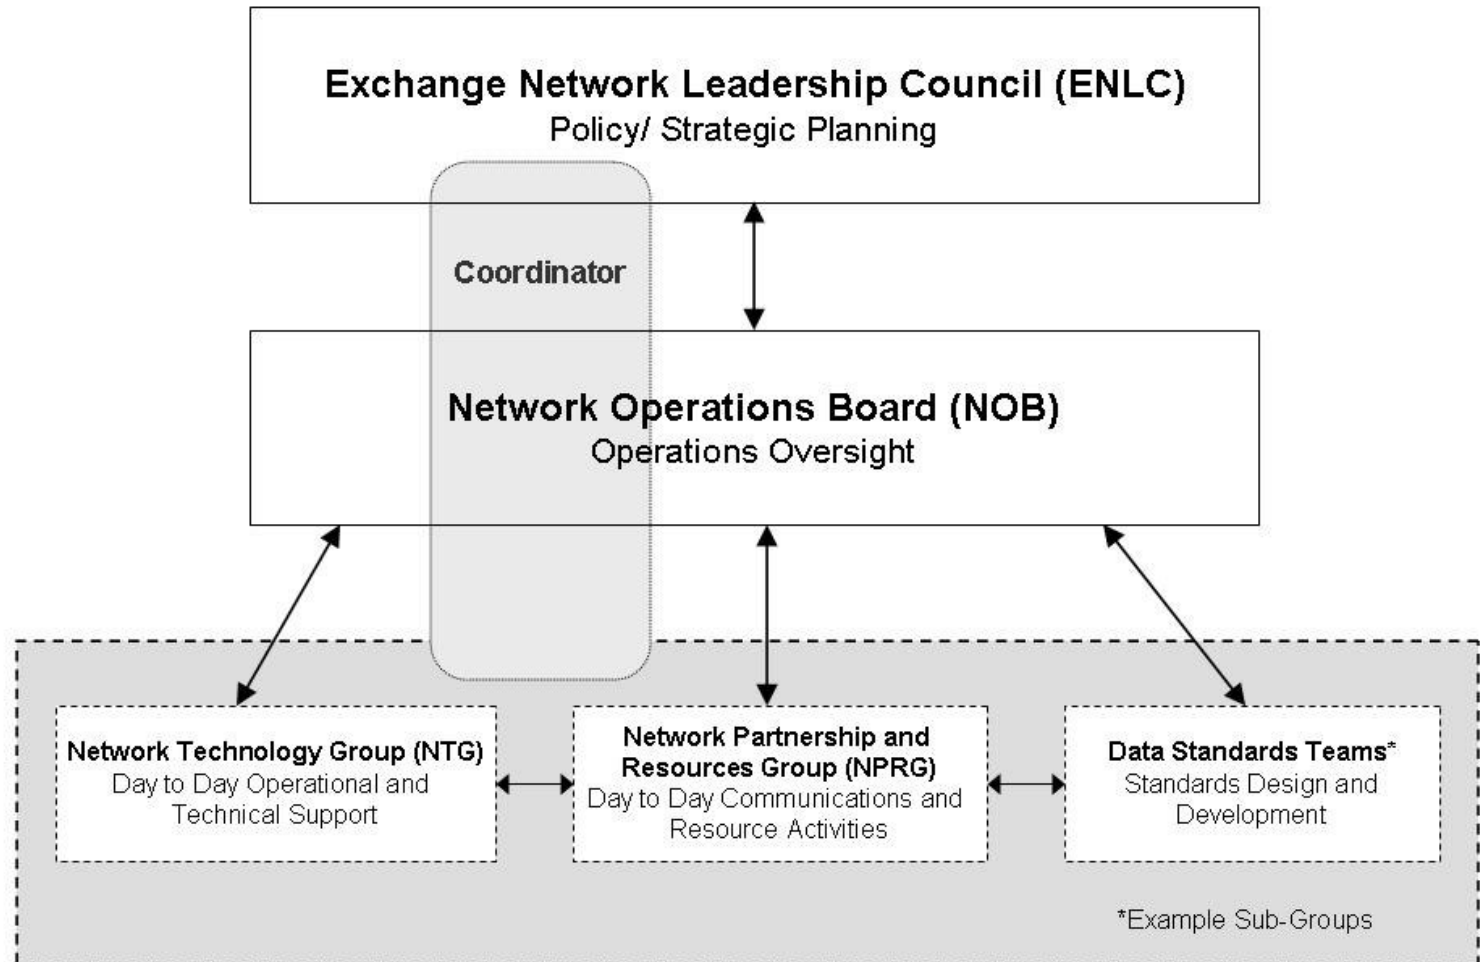 Exchange Network Leadership Council (ENLC)
Policy/ Strategic Planning
Coordinator
Network Operations Board (NOB)
Operations Oversight
Network Technology Group (NTG)
Day to Day Operational and
Technical Support
Network Partnership and
Resources Group (NPRG)
Day to Day Communications and
Resource Activities
Data Standards Teams*
Standards Design and
Development
*Example Sub-Groups